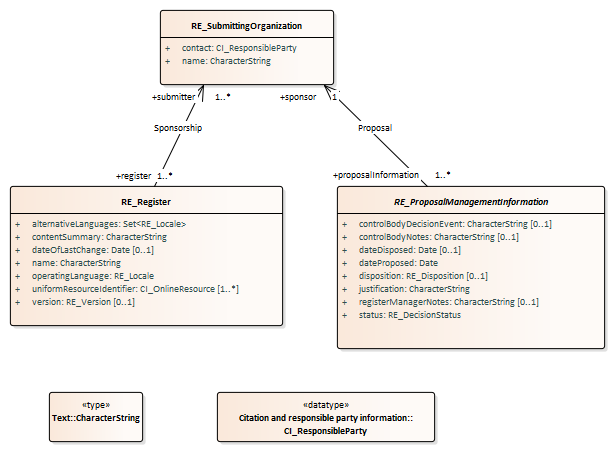 RE_SubmittingOrganization
+ contact: CI_ResponsibleParty
+ name: CharacterString
+submitter 1..* +sponsor 1
Sponsorship Proposal
+register 1..* +proposalInformation 1..*
RE_Register
+ alternativeLanguages: Set<RE_Locale>
+ contentSummary: CharacterString
+ dateOfLastChange: Date [0..1]
+ name: CharacterString
+ operatingLanguage: RE_Locale
+ uniformResourceIdentifier: CI_OnlineResource [1..*]
+ version: RE_Version [0..1]
RE_ProposalManagementInformation
+ controlBodyDecisionEvent: CharacterString [0..1]
+ controlBodyNotes: CharacterString [0..1]
+ dateDisposed: Date [0..1]
+ dateProposed: Date
+ disposition: RE_Disposition [0..1]
+ justification: CharacterString
+ registerManagerNotes: CharacterString [0..1]
+ status: RE_DecisionStatus
«type»
Text::CharacterString
«datatype»
Citation and responsible party information::
CI_ResponsibleParty